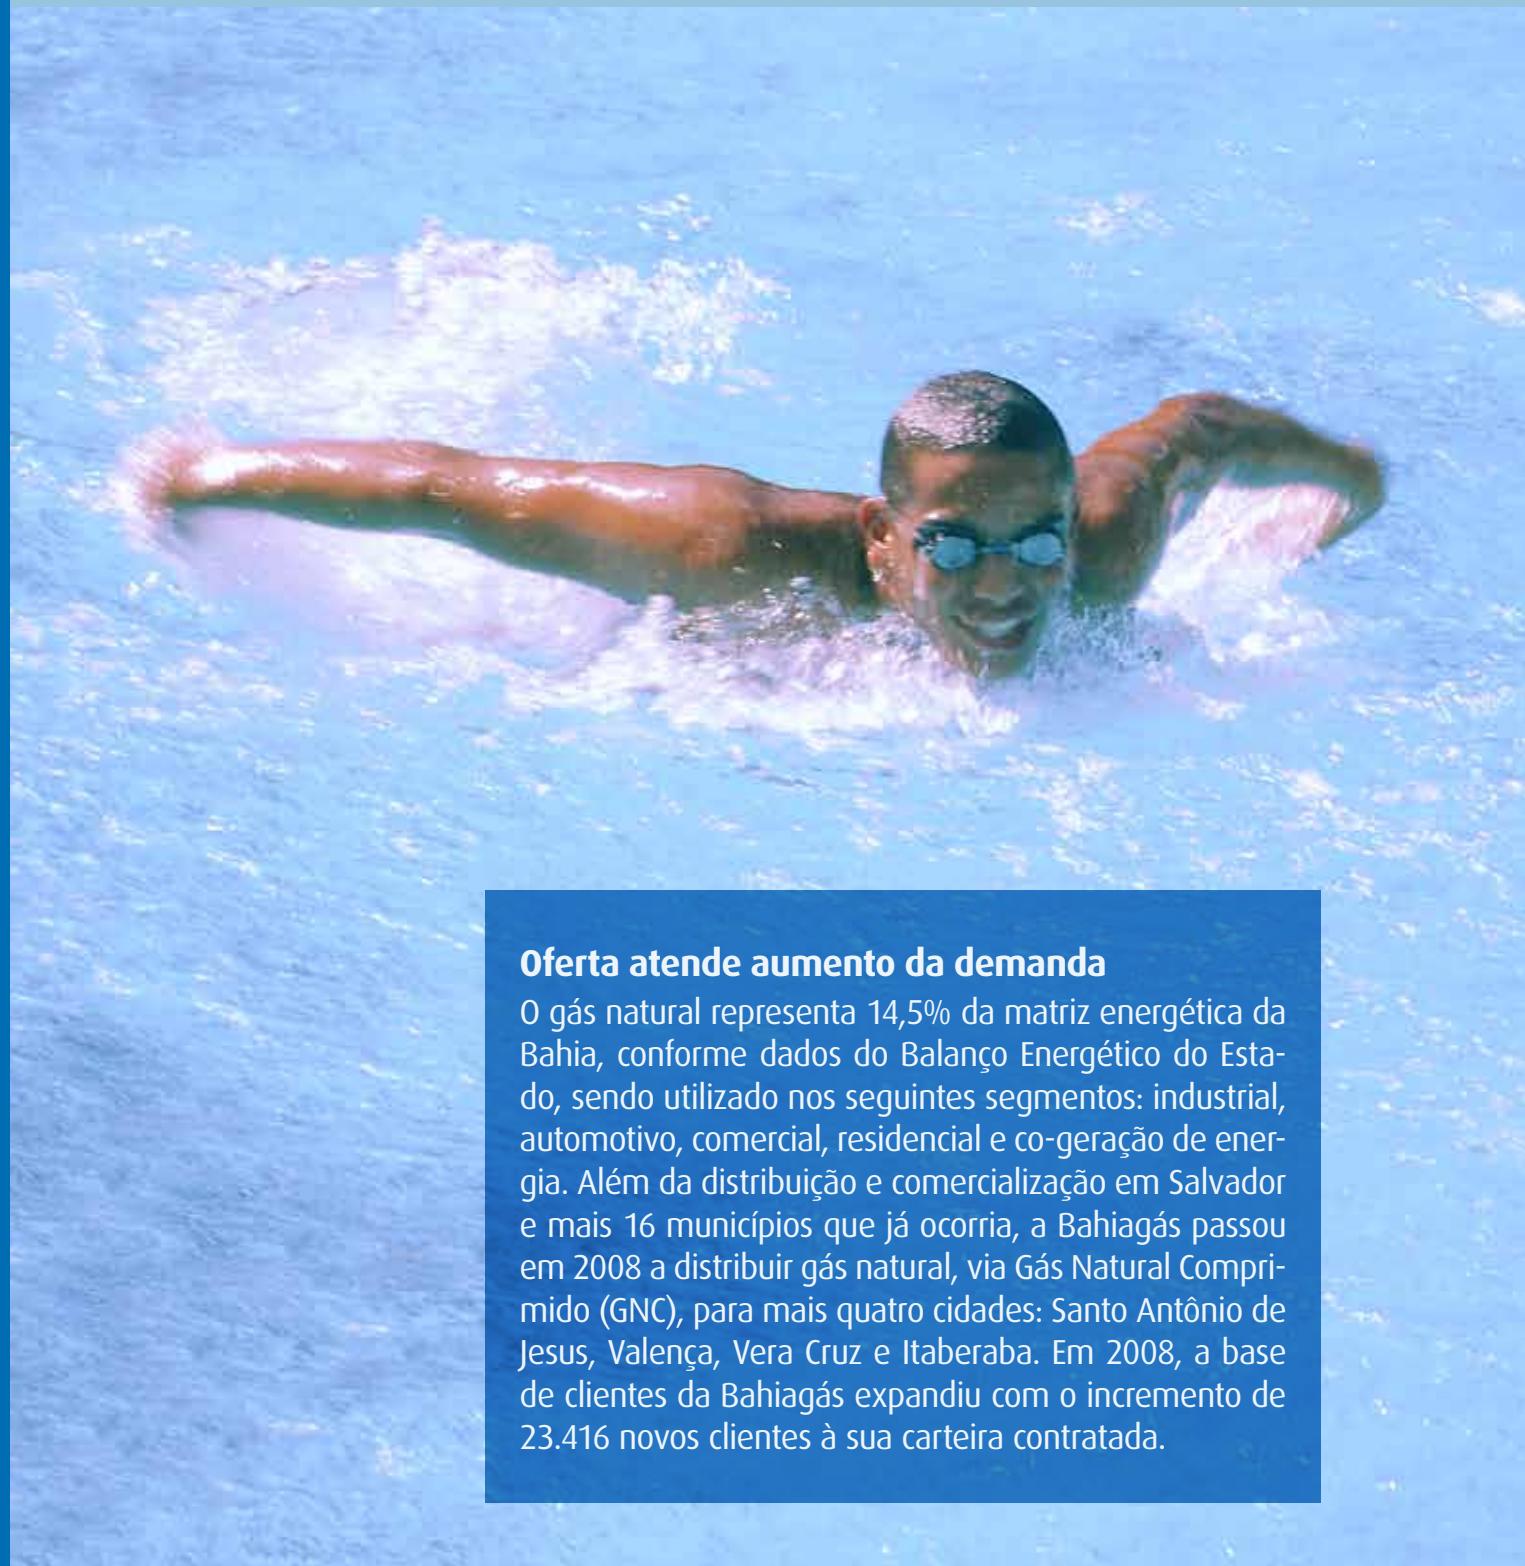 Oferta atende aumento da demanda
O gás natural representa 14,5% da matriz energética da
Bahia, conforme dados do Balanço Energético do Esta-
do, sendo utilizado nos seguintes segmentos: industrial,
automotivo, comercial, residencial e co-geração de ener-
gia. Além da distribuição e comercialização em Salvador
e mais 16 municípios que já ocorria, a Bahiagás passou
em 2008 a distribuir gás natural, via Gás Natural Compri-
mido (GNC), para mais quatro cidades: Santo Antônio de
Jesus, Valença, Vera Cruz e Itaberaba. Em 2008, a base
de clientes da Bahiagás expandiu com o incremento de
23.416 novos clientes à sua carteira contratada.